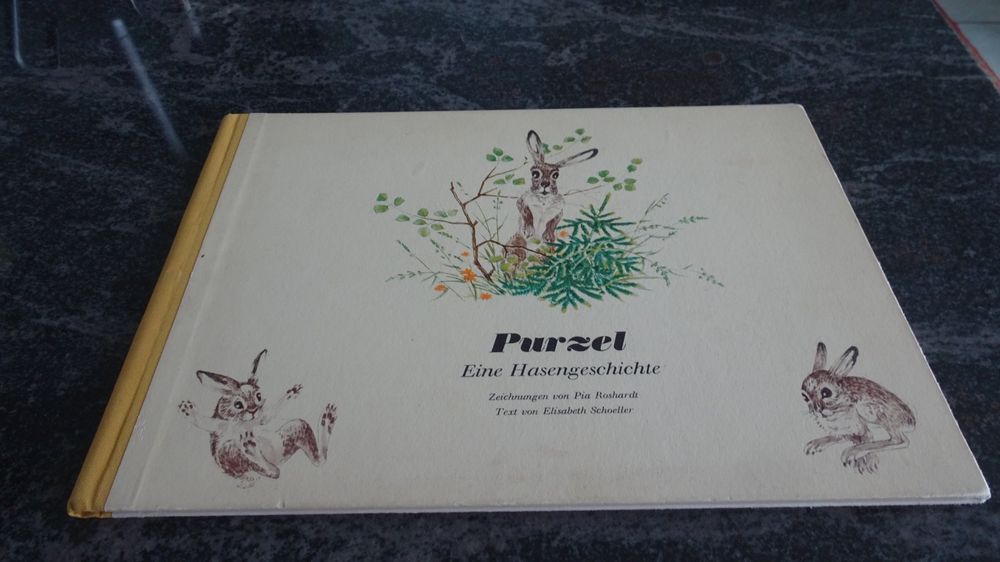 Purzel
Eine Hasengeschichte
Zeichnungen von Pia Roshardt
Text von Elisabeth Schoeller